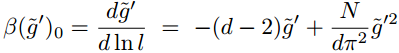 β(g̃′)₀ = dg̃′/d ln l = −(d − 2)g̃′ + N/dπ² g̃′²